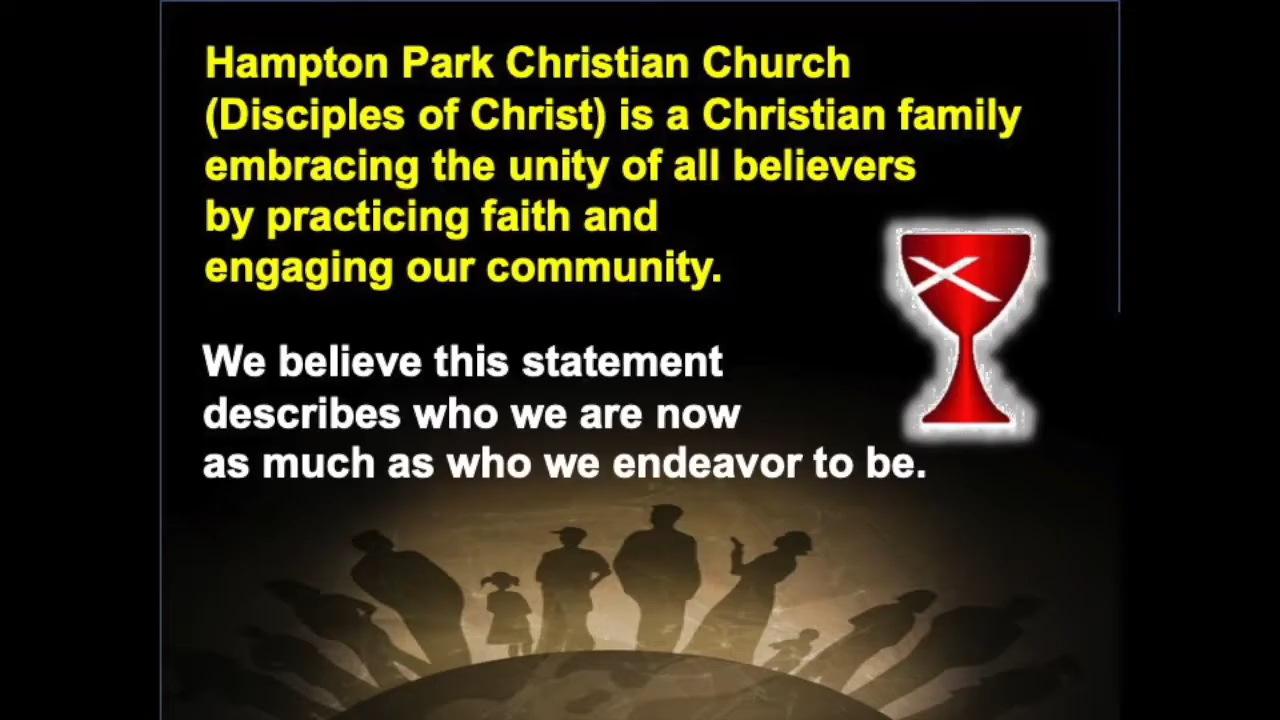 Hampton Park Christian Church
(Disciples of Christ) is a Christian family
embracing the unity of all believers
by practicing faith and
engaging our community.
We believe this statement
describes who we are now
as much as who we endeavor to be.